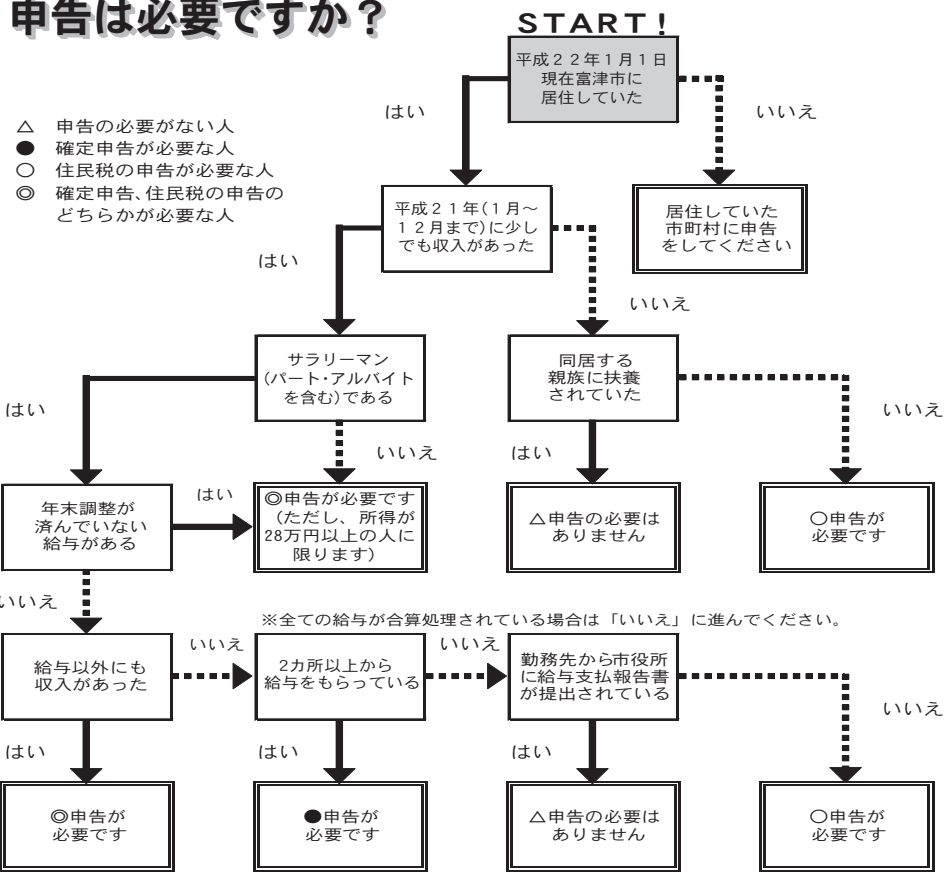 申告は必要ですか？
START！
平成２２年１月１日
現在富津市に
居住していた
はい
いいえ
△　申告の必要がない人
●　確定申告が必要な人
○　住民税の申告が必要な人
◎　確定申告、住民税の申告の
どちらかが必要な人
平成２１年（１月～
１２月まで）に少し
でも収入があった
居住していた
市町村に申告
をしてください
はい
いいえ
サラリーマン
（パート・アルバイト
を含む）である
同居する
親族に扶養
されていた
はい
いいえ
はい
いいえ
年末調整が
済んでいない
給与がある
はい
◎申告が必要です
（ただし、所得が
28万円以上の人に
限ります）
△申告の必要は
ありません
○申告が
必要です
いいえ
※全ての給与が合算処理されている場合は「いいえ」に進んでください。
給与以外にも
収入があった
いいえ
2カ所以上から
給与をもらっている
いいえ
勤務先から市役所
に給与支払報告書
が提出されている
いいえ
はい
はい
はい
◎申告が
必要です
●申告が
必要です
△申告の必要は
ありません
○申告が
必要です